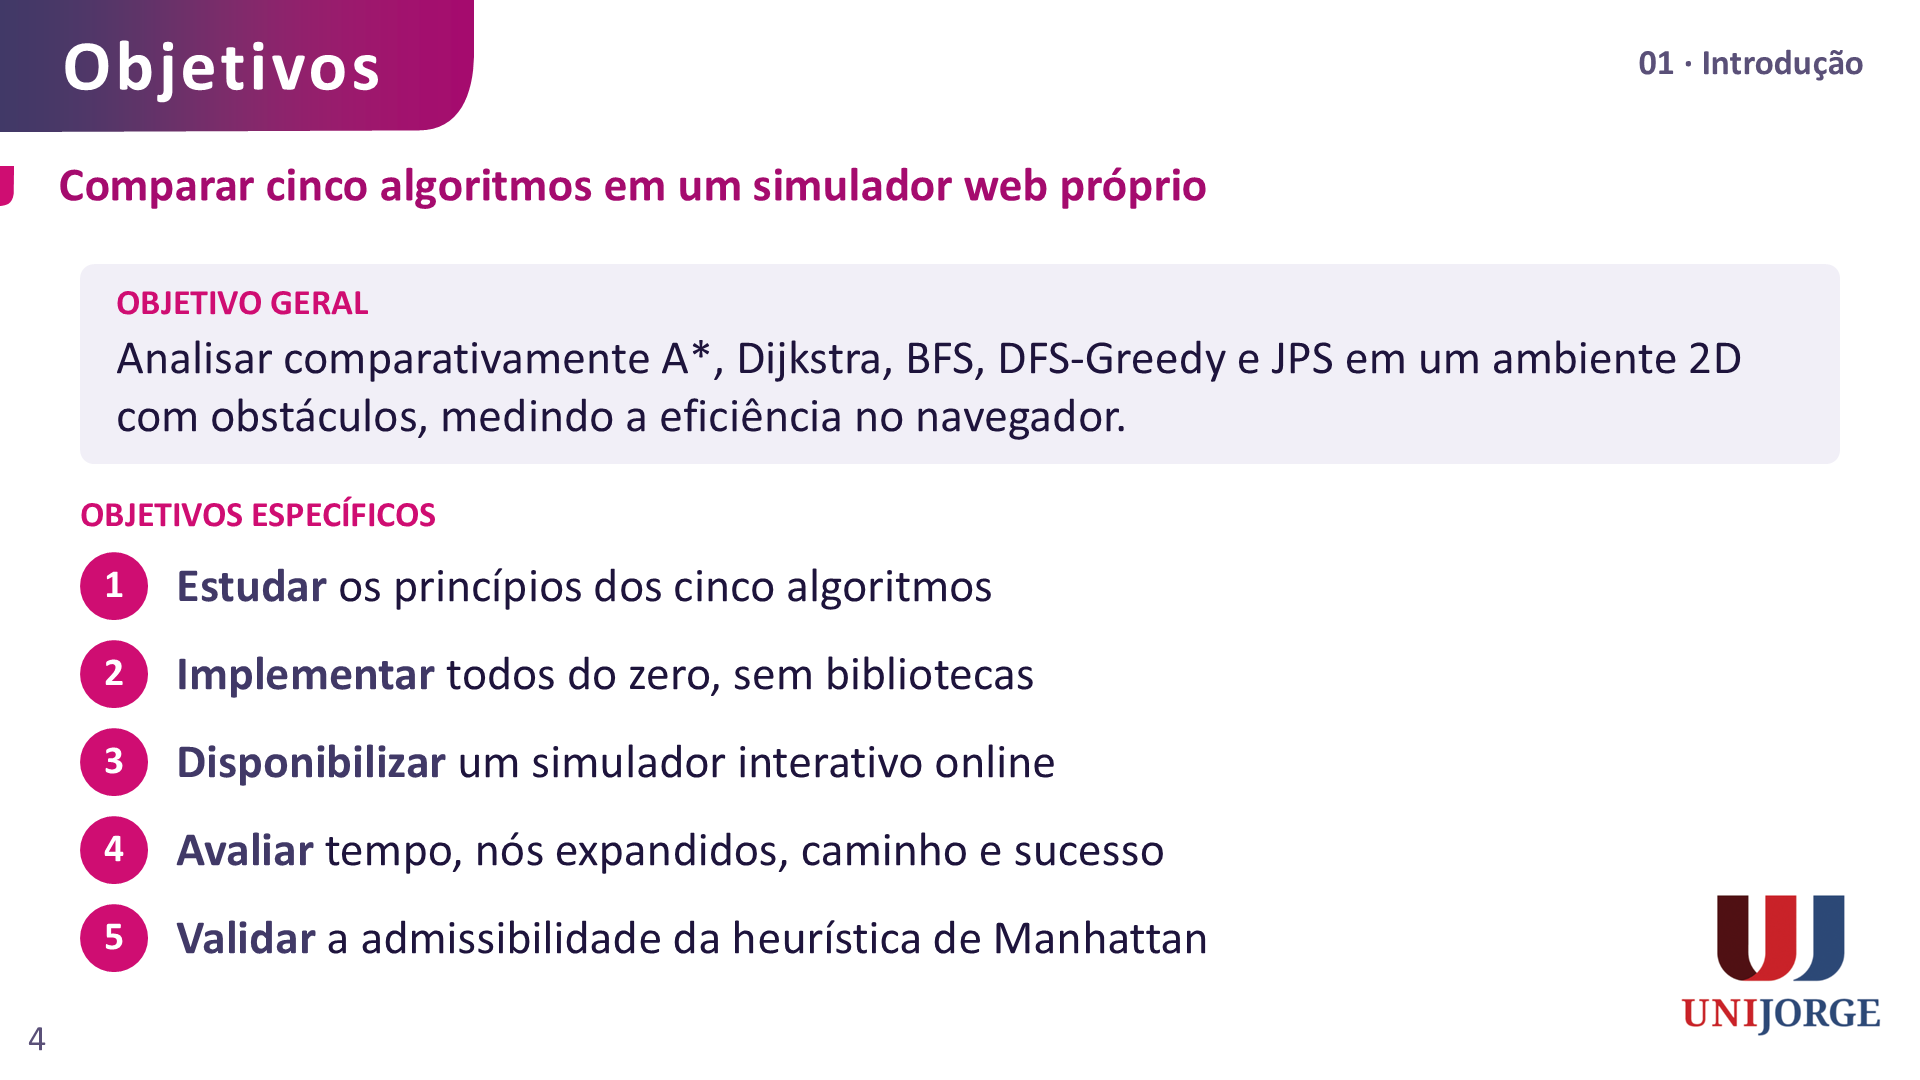 Objetivos
01 · Introdução
Comparar cinco algoritmos em um simulador web próprio
OBJETIVO GERAL
Analisar comparativamente A*, Dijkstra, BFS, DFS-Greedy e JPS em um ambiente 2D
com obstáculos, medindo a eficiência no navegador.
OBJETIVOS ESPECÍFICOS
1 Estudar os princípios dos cinco algoritmos
2 Implementar todos do zero, sem bibliotecas
3 Disponibilizar um simulador interativo online
4 Avaliar tempo, nós expandidos, caminho e sucesso
5 Validar a admissibilidade da heurística de Manhattan
UNIJORGE
4